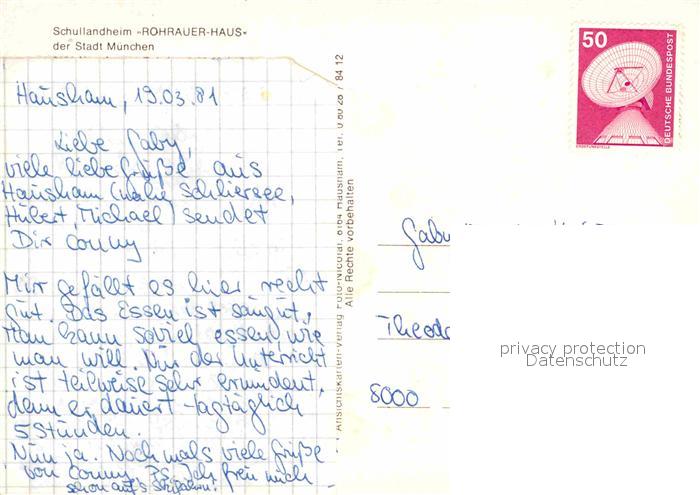 Schullandheim »ROHRAUER-HAUS«
der Stadt München
50
DEUTSCHE BUNDESPOST
ERDEFUNKSTELLE
Hausham, 19.03.81
Liebe Gaby,
viele liebe Grüße aus
Hausham (nahe Schliersee,
Hubert, Michael) sendet
Dir Conny.
Mir gefällt es hier recht
gut. Das Essen ist saugut,
man kann soviel essen, wie
man will. Nur der Unterricht
ist teilweise sehr ermüdent,
denn er dauert tagtäglich
5 Stunden.
Nun ja. Nochmals viele Grüße
von Conny PS. Ich freu mich
schon auf's
Ansichtskarten-Verlag Foto-Nicolai, 8164 Hausham, Tel. 0 80 26 / 84 12
Alle Rechte vorbehalten
Gaby
8000
privacy protection
Datenschutz